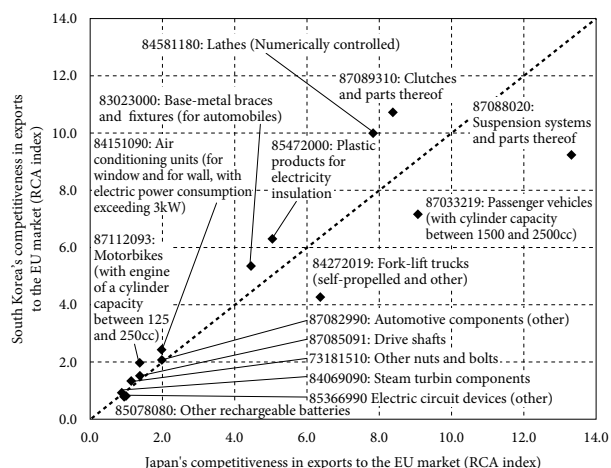 South Korea's competitiveness in exports
to the EU market (RCA index)
14.0
12.0
10.0
8.0
6.0
4.0
2.0
0.0
84581180: Lathes (Numerically controlled)
87089310: Clutches
and parts thereof
83023000: Base-metal braces
and fixtures (for automobiles)
87088020:
Suspension systems
and parts thereof
84151090: Air
conditioning units (for
window and for wall, with
electric power consumption
exceeding 3kW)
85472000: Plastic
products for
electricity
insulation
87033219: Passenger vehicles
(with cylinder capacity
between 1500 and 2500cc)
87112093:
Motorbikes
(with engine
of a cylinder
capacity
between 125
and 250cc)
84272019: Fork-lift trucks
(self-propelled and other)
87082990: Automotive components (other)
87085091: Drive shafts
73181510: Other nuts and bolts
84069090: Steam turbin components
85366990 Electric circuit devices (other)
85078080: Other rechargeable batteries
0.0 2.0 4.0 6.0 8.0 10.0 12.0 14.0
Japan's competitiveness in exports to the EU market (RCA index)